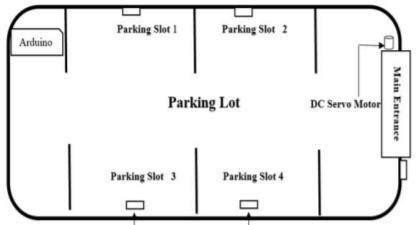 Parking Slot 1
Parking Slot 2
Arduino
Parking Lot
DC Servo Motor
Main Entrance
Parking Slot 3
Parking Slot 4